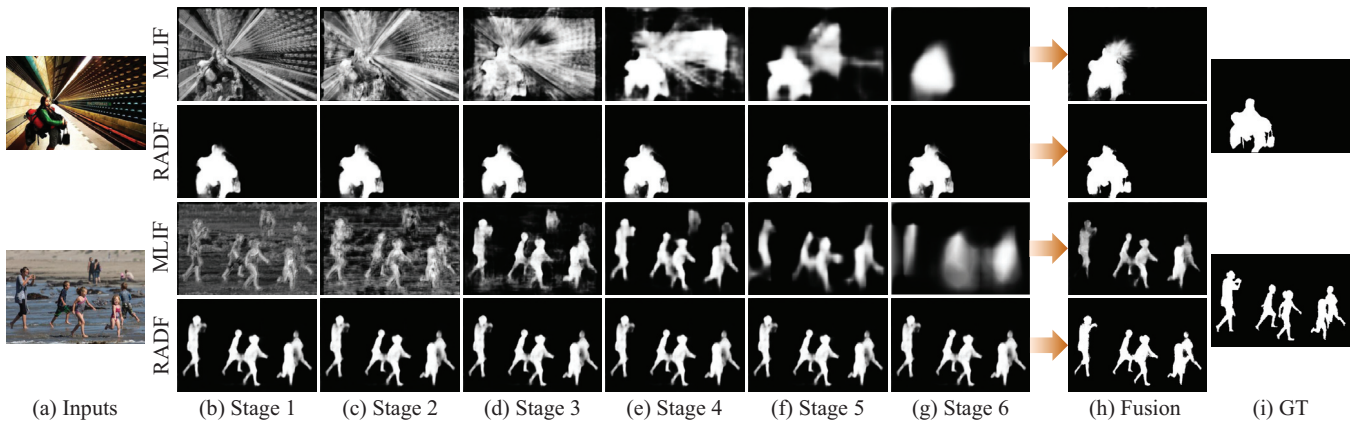 MLIF
RADF
MLIF
RADF
(a) Inputs (b) Stage 1 (c) Stage 2 (d) Stage 3 (e) Stage 4 (f) Stage 5 (g) Stage 6 (h) Fusion (i) GT